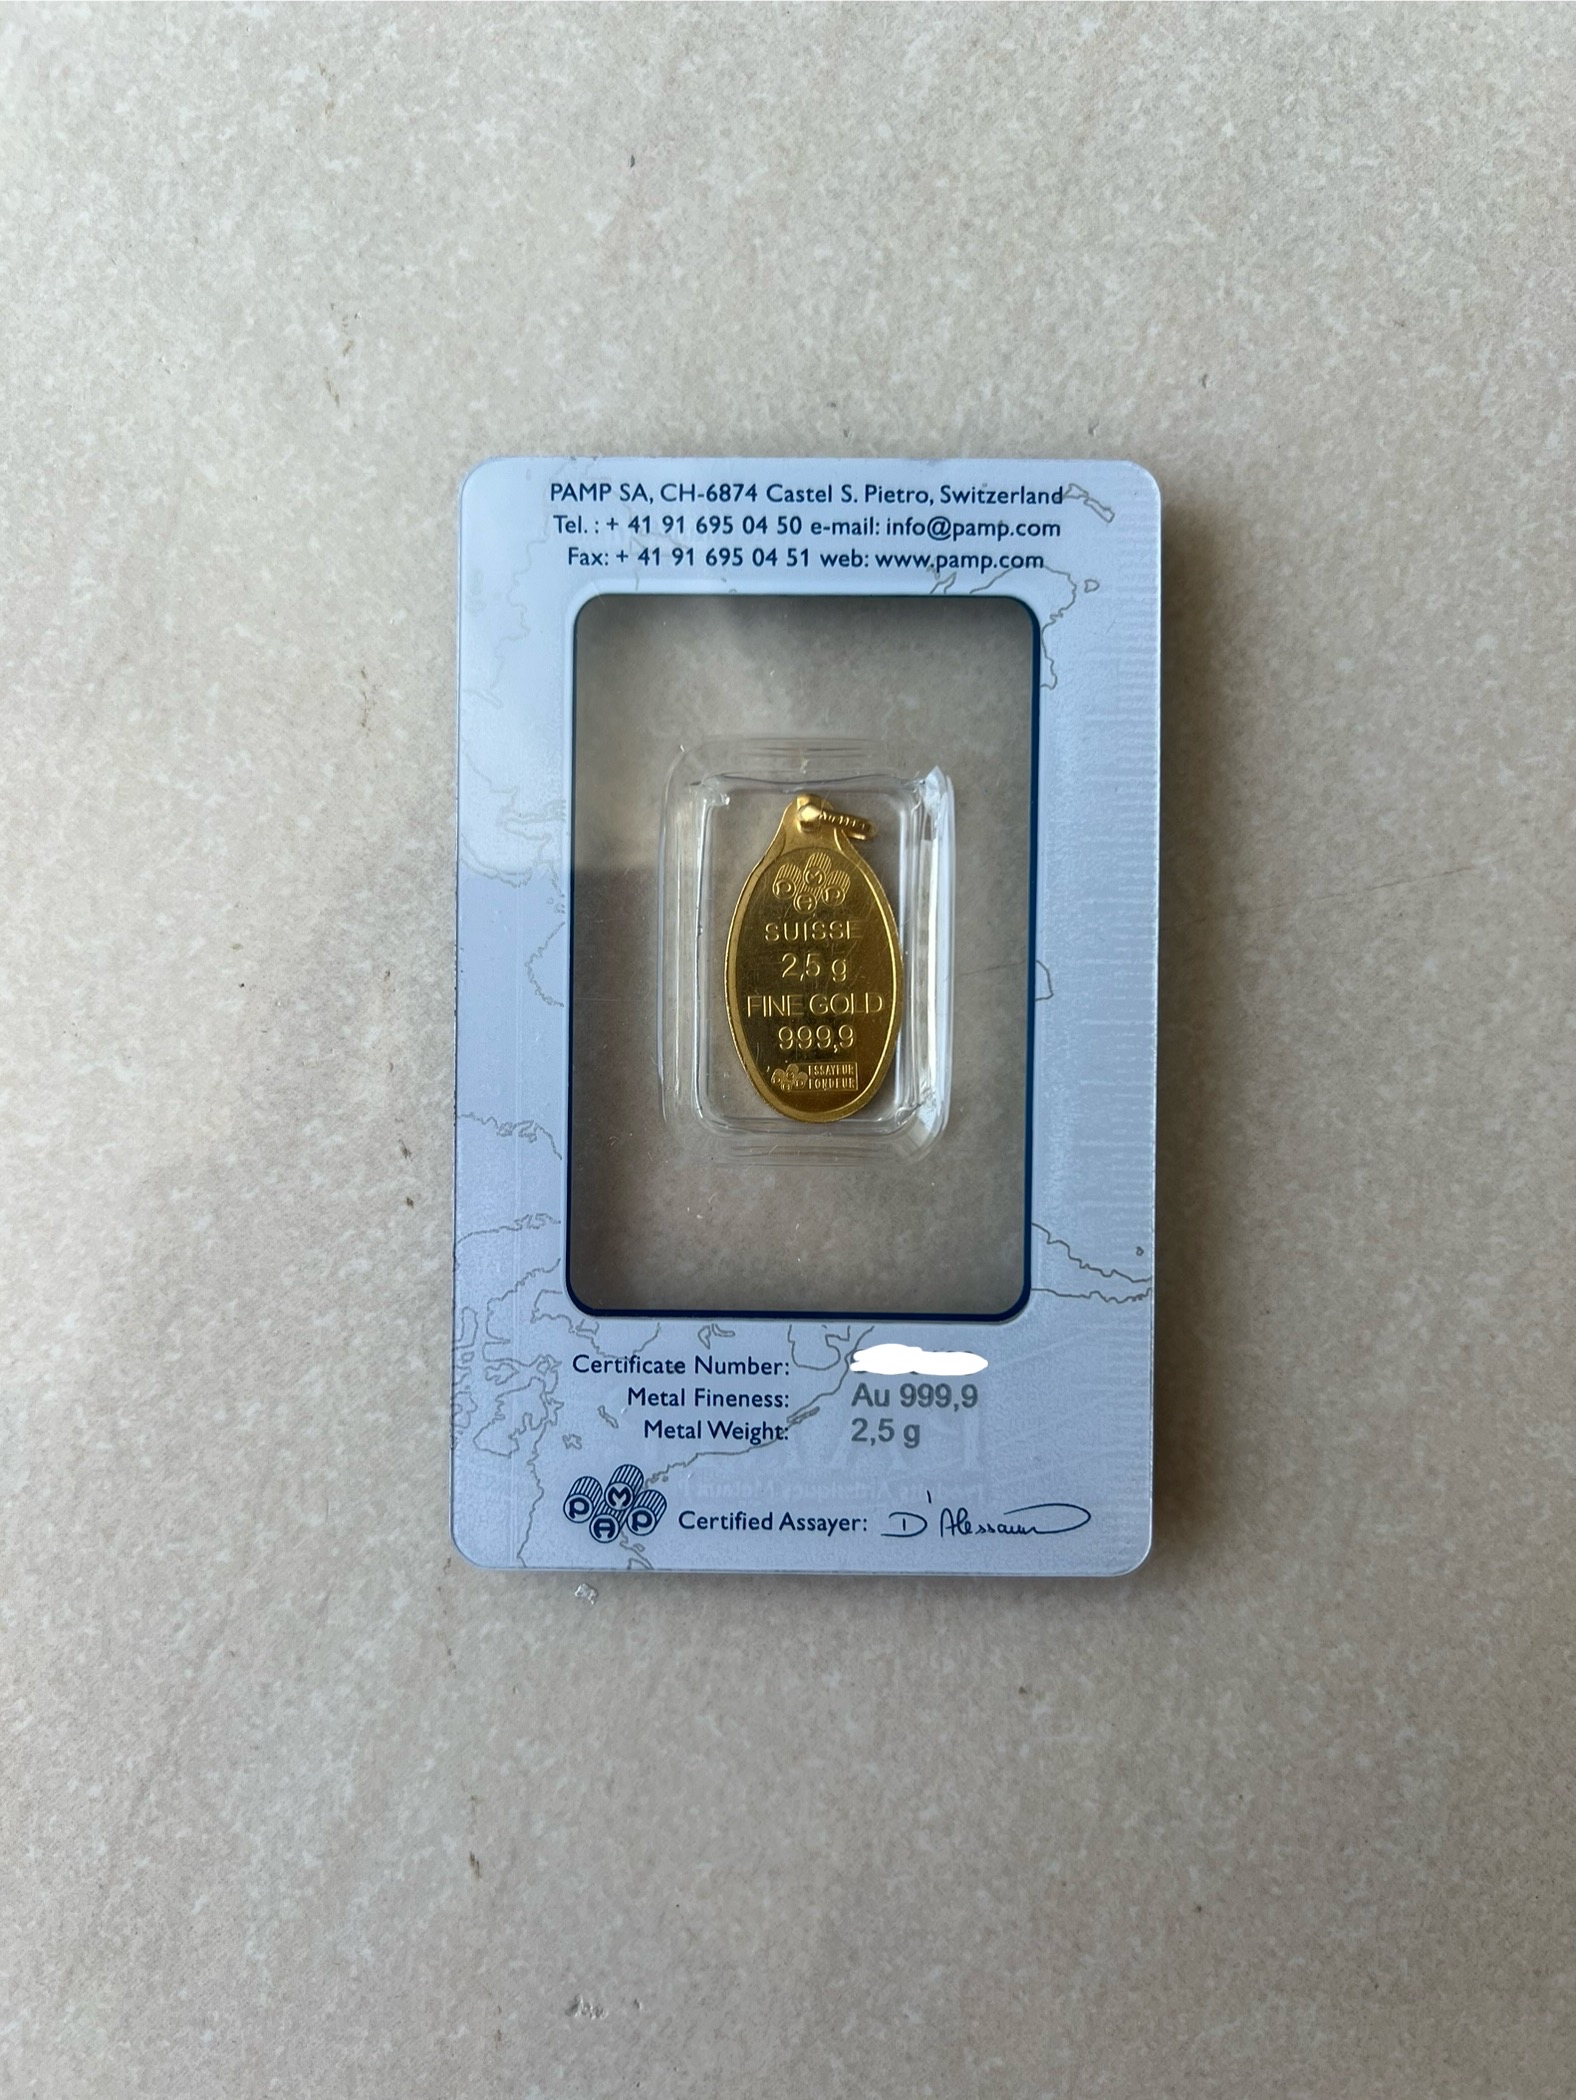 PAMP SA, CH-6874 Castel S. Pietro, Switzerland
Tel. : + 41 91 695 04 50 e-mail: info@pamp.com
Fax: + 41 91 695 04 51 web: www.pamp.com
PAMP
SUISSE
2,5 g
FINE GOLD
999,9
PAMP ESSAYEUR
FONDEUR
Certificate Number:
Metal Fineness: Au 999,9
Metal Weight: 2,5 g
PAMP Certified Assayer: